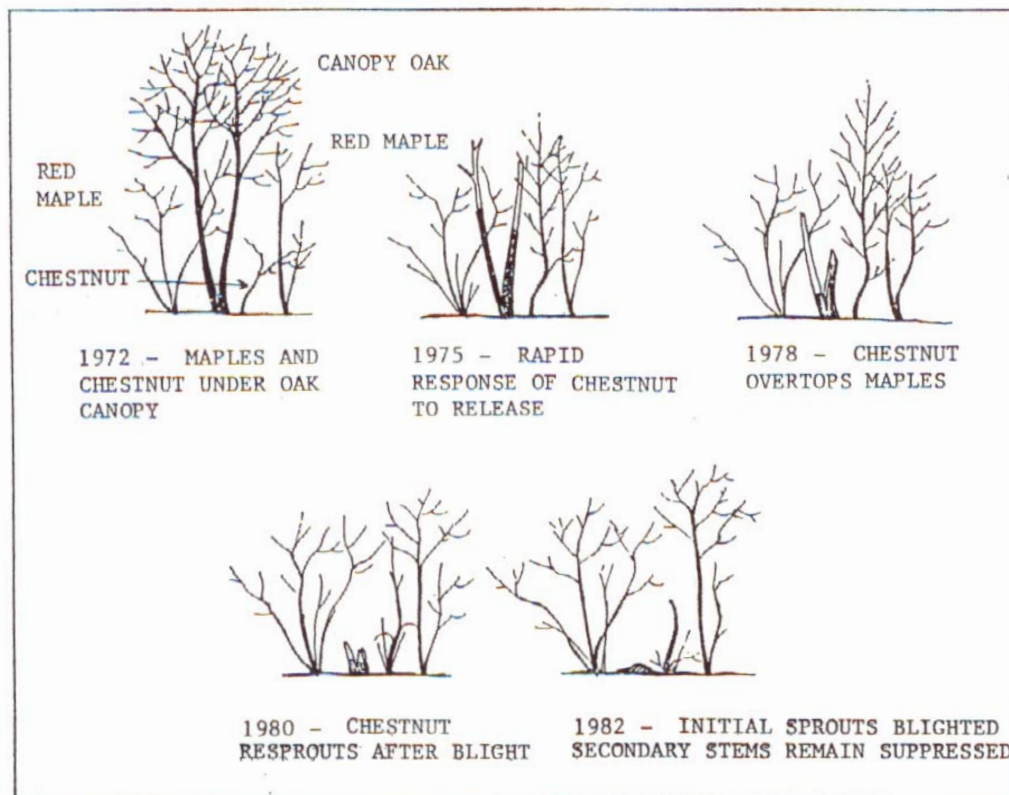 CANOPY OAK
RED MAPLE
RED
MAPLE
CHESTNUT
1972 - MAPLES AND
CHESTNUT UNDER OAK
CANOPY
1975 - RAPID
RESPONSE OF CHESTNUT
TO RELEASE
1978 - CHESTNUT
OVERTOPS MAPLES
1980 - CHESTNUT
RESPROUTS AFTER BLIGHT
1982 - INITIAL SPROUTS BLIGHTED
SECONDARY STEMS REMAIN SUPPRESSED